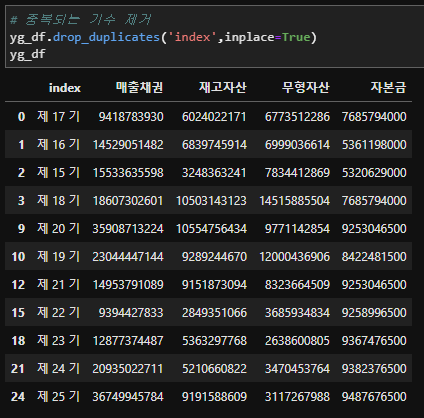 # 중복되는 기수 제거
yg_df.drop_duplicates('index',inplace=True)
yg_df
index 매출채권 재고자산 무형자산 자본금
0 제 17 기 9418783930 6024022171 6773512286 7685794000
1 제 16 기 14529051482 6839745914 6999036614 5361198000
2 제 15 기 15533635598 3248363241 7834412869 5320629000
3 제 18 기 18607302601 10503143123 14515885504 7685794000
9 제 20 기 35908713224 10554756434 9771142854 9253046500
10 제 19 기 23044447144 9289244670 12000436906 8422481500
12 제 21 기 14953791089 9151873094 8323664509 9253046500
15 제 22 기 9394427833 2849351066 3685934834 9258996500
18 제 23 기 12877374487 5363297768 2638600805 9367476500
21 제 24 기 20935022711 5210660822 3470453764 9382376500
24 제 25 기 36749945784 9191588609 3117267988 9487676500